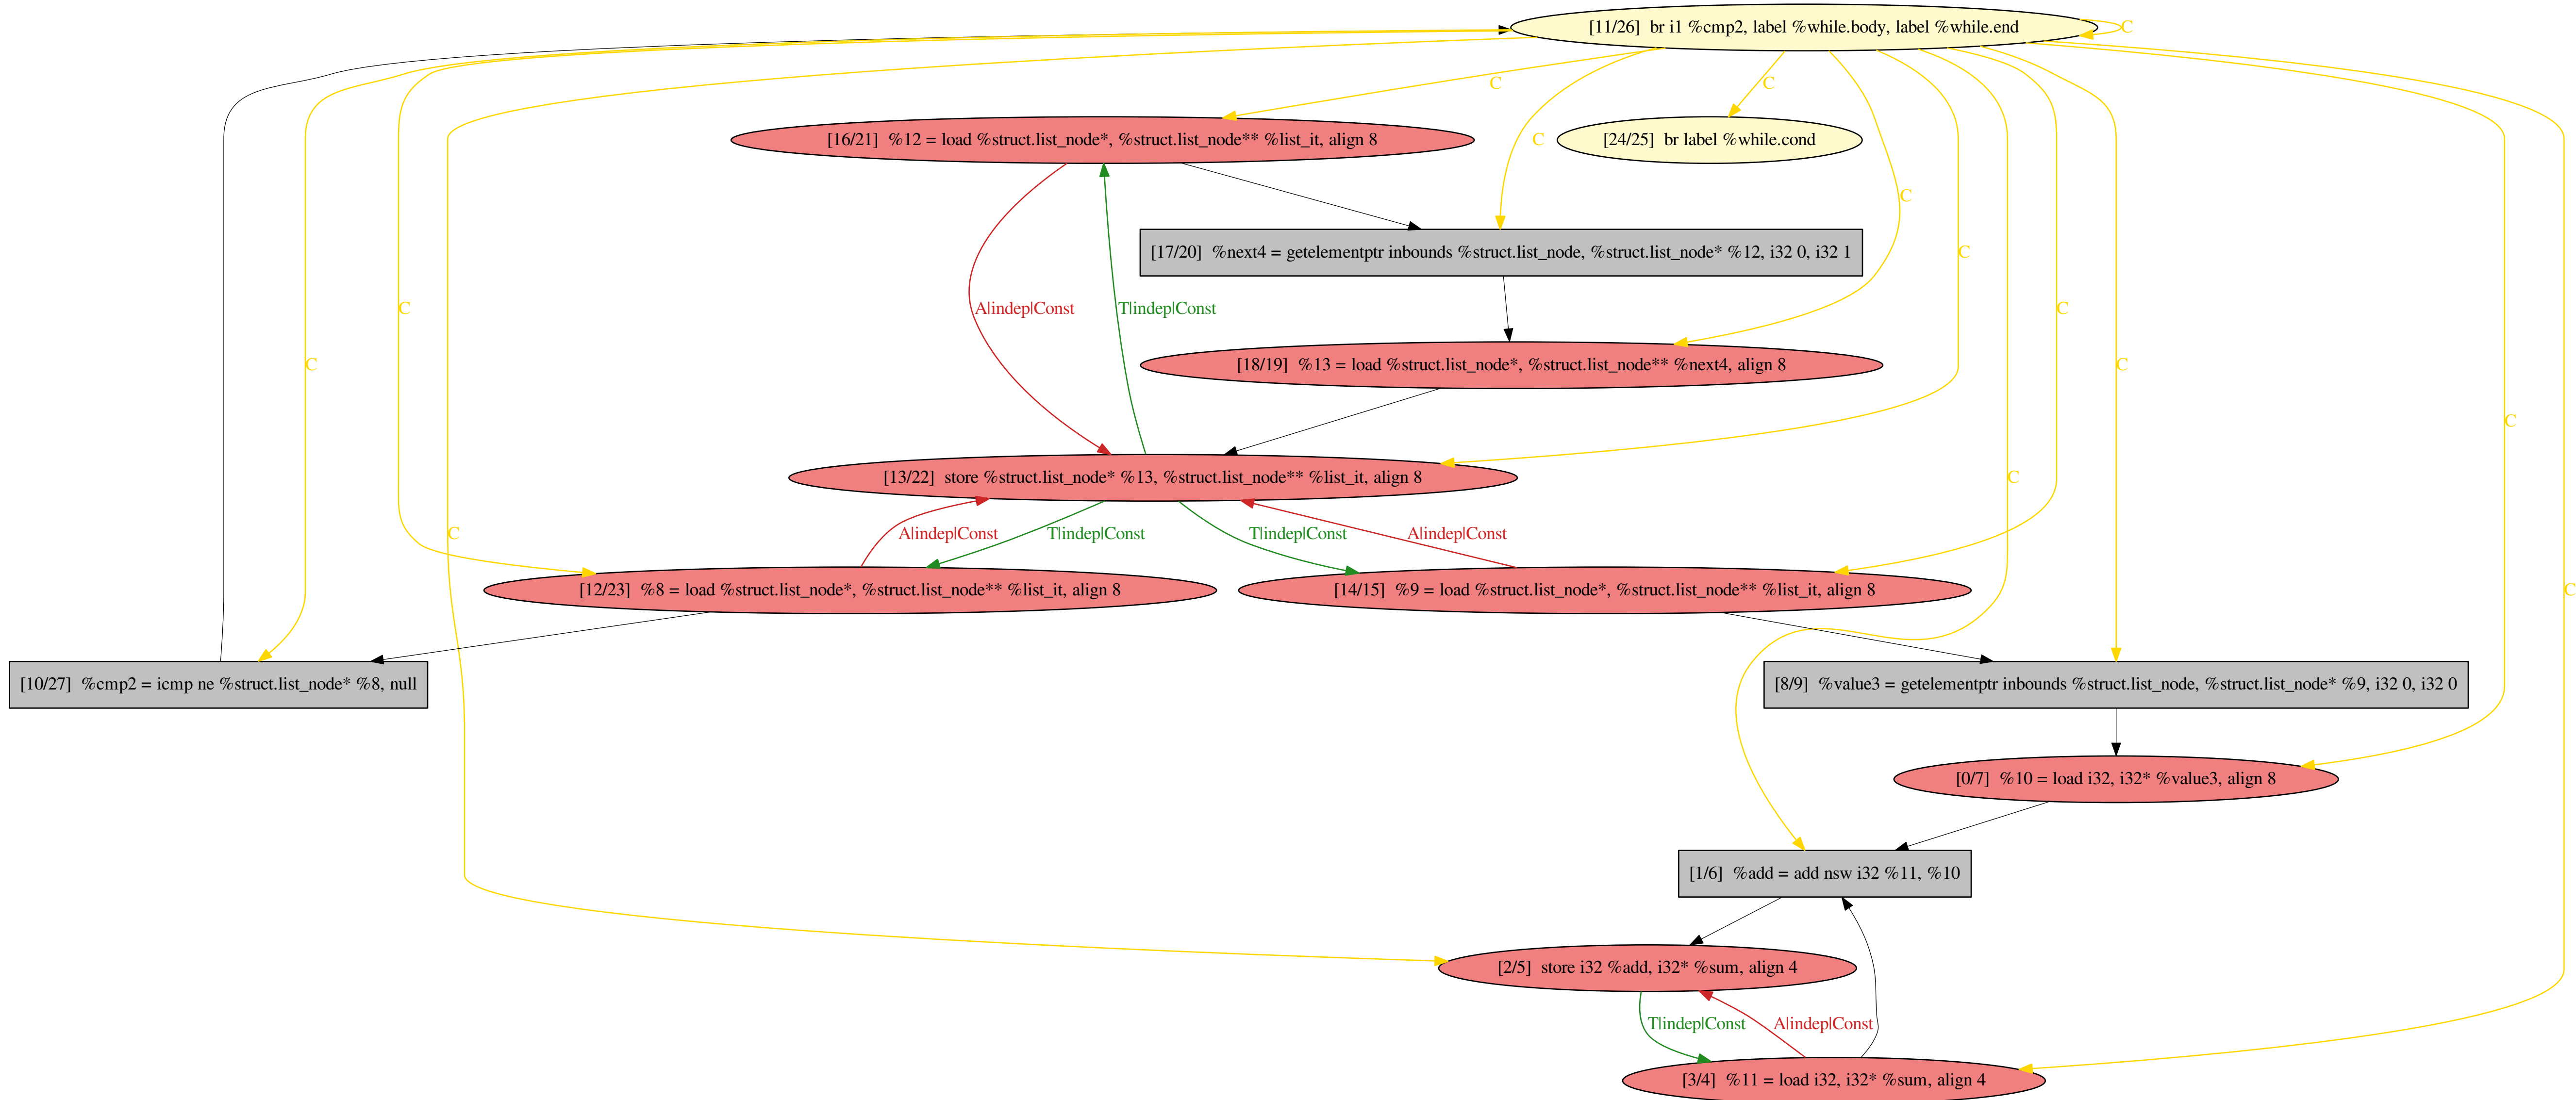 [11/26]  br i1 %cmp2, label %while.body, label %while.end
C
C
C
[16/21]  %12 = load %struct.list_node*, %struct.list_node** %list_it, align 8
C
[24/25]  br label %while.cond
C
[17/20]  %next4 = getelementptr inbounds %struct.list_node, %struct.list_node* %12, i32 0, i32 1
C
C
A|indep|Const
T|indep|Const
C
C
[18/19]  %13 = load %struct.list_node*, %struct.list_node** %next4, align 8
C
C
[13/22]  store %struct.list_node* %13, %struct.list_node** %list_it, align 8
C
C
A|indep|Const
T|indep|Const
T|indep|Const
A|indep|Const
[12/23]  %8 = load %struct.list_node*, %struct.list_node** %list_it, align 8
[14/15]  %9 = load %struct.list_node*, %struct.list_node** %list_it, align 8
C
[10/27]  %cmp2 = icmp ne %struct.list_node* %8, null
[8/9]  %value3 = getelementptr inbounds %struct.list_node, %struct.list_node* %9, i32 0, i32 0
[0/7]  %10 = load i32, i32* %value3, align 8
[1/6]  %add = add nsw i32 %11, %10
[2/5]  store i32 %add, i32* %sum, align 4
T|indep|Const
A|indep|Const
[3/4]  %11 = load i32, i32* %sum, align 4